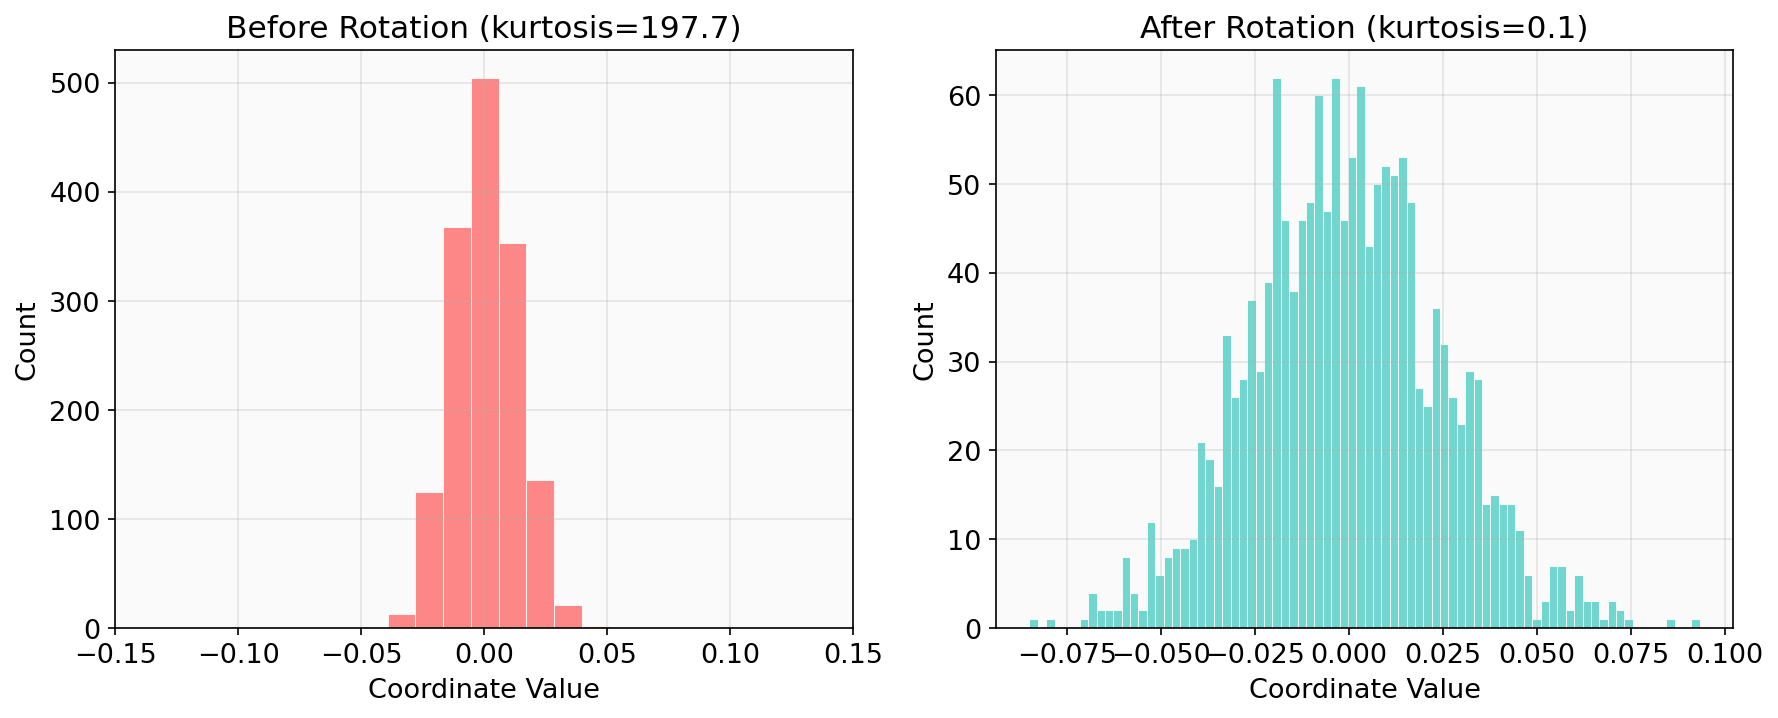 Before Rotation (kurtosis=197.7)
500
400
300
200
100
0
Count
−0.15 −0.10 −0.05 0.00 0.05 0.10 0.15
Coordinate Value
After Rotation (kurtosis=0.1)
60
50
40
30
20
10
0
Count
−0.075 −0.050 −0.025 0.000 0.025 0.050 0.075 0.100
Coordinate Value